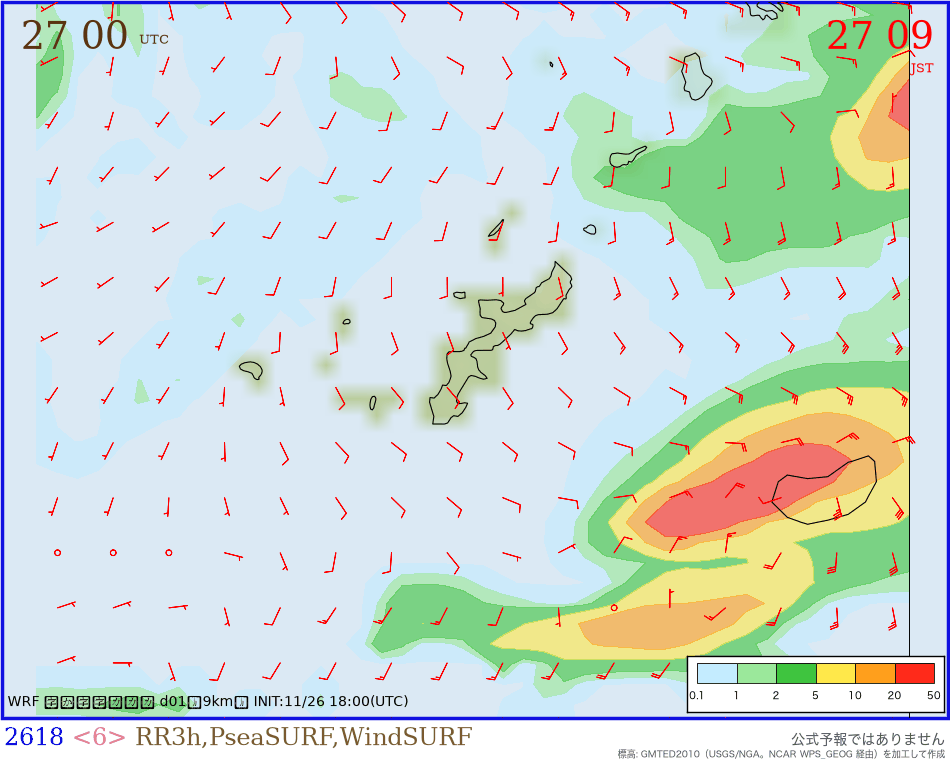 27 00 UTC
27 09
JST
0.1 1 2 5 10 20 50
WRF d01 9km INIT:11/26 18:00(UTC)
2618 <6> RR3h,PseaSURF,WindSURF
公式予報ではありません
標高: GMTED2010（USGS/NGA。NCAR WPS_GEOG 経由）を加工して作成